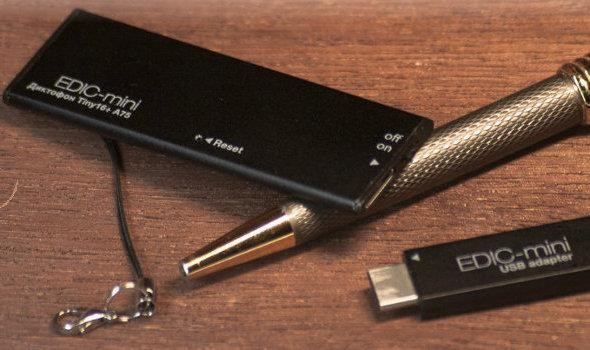 EDIC-mini
Диктофон Tiny16+ A75
◄ Reset
off
on
►
EDIC-mini
USB adapter